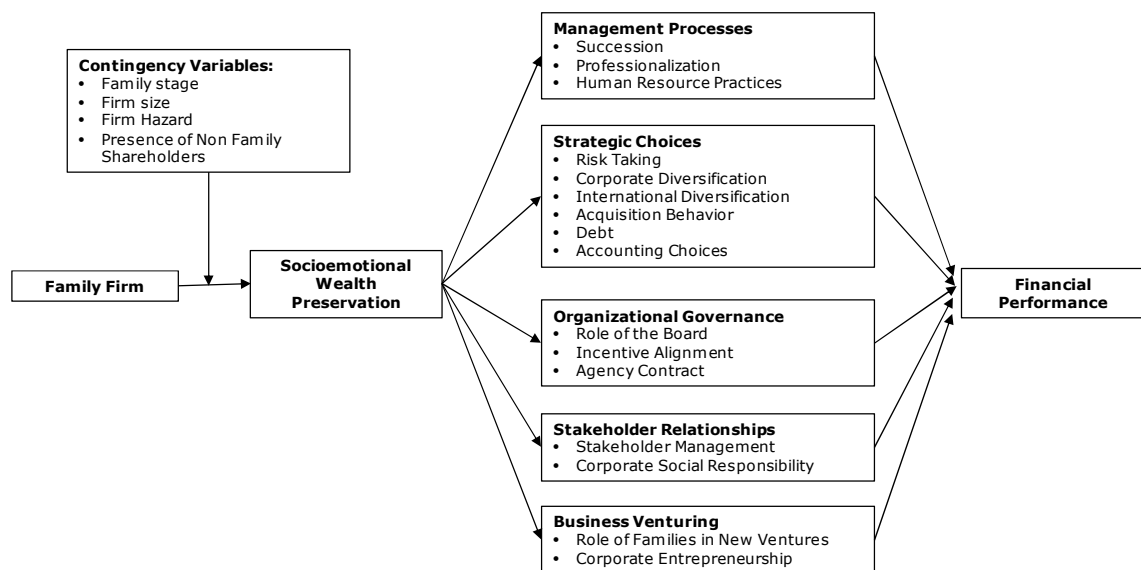 Contingency Variables:
• Family stage
• Firm size
• Firm Hazard
• Presence of Non Family
Shareholders
Family Firm
Socioemotional
Wealth
Preservation
Management Processes
• Succession
• Professionalization
• Human Resource Practices
Strategic Choices
• Risk Taking
• Corporate Diversification
• International Diversification
• Acquisition Behavior
• Debt
• Accounting Choices
Organizational Governance
• Role of the Board
• Incentive Alignment
• Agency Contract
Stakeholder Relationships
• Stakeholder Management
• Corporate Social Responsibility
Business Venturing
• Role of Families in New Ventures
• Corporate Entrepreneurship
Financial
Performance